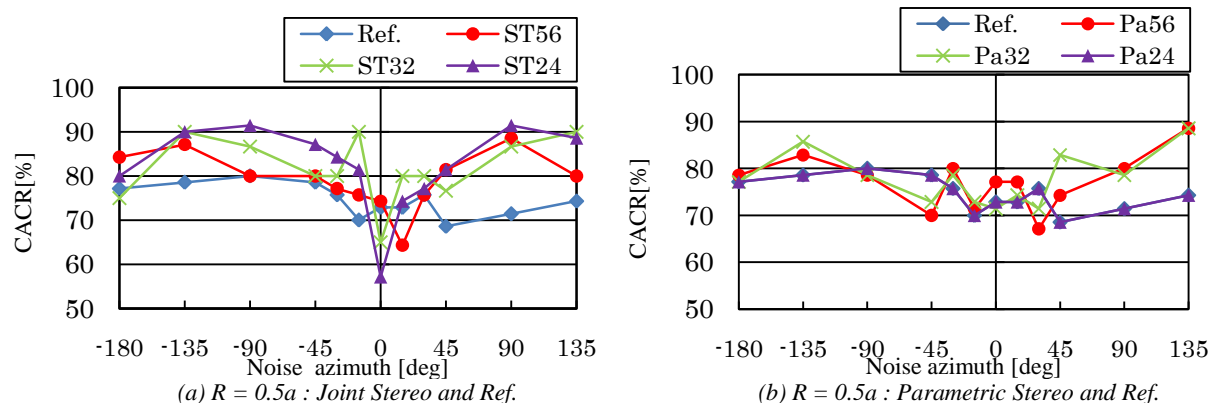 Ref. ST56
ST32 ST24
100
90
80
70
60
50
CACR[%]
-180 -135 -90 -45 0 45 90 135
Noise azimuth [deg]
(a) R = 0.5a : Joint Stereo and Ref.
Ref. Pa56
Pa32 Pa24
100
90
80
70
60
50
CACR[%]
-180 -135 -90 -45 0 45 90 135
Noise azimuth [deg]
(b) R = 0.5a : Parametric Stereo and Ref.